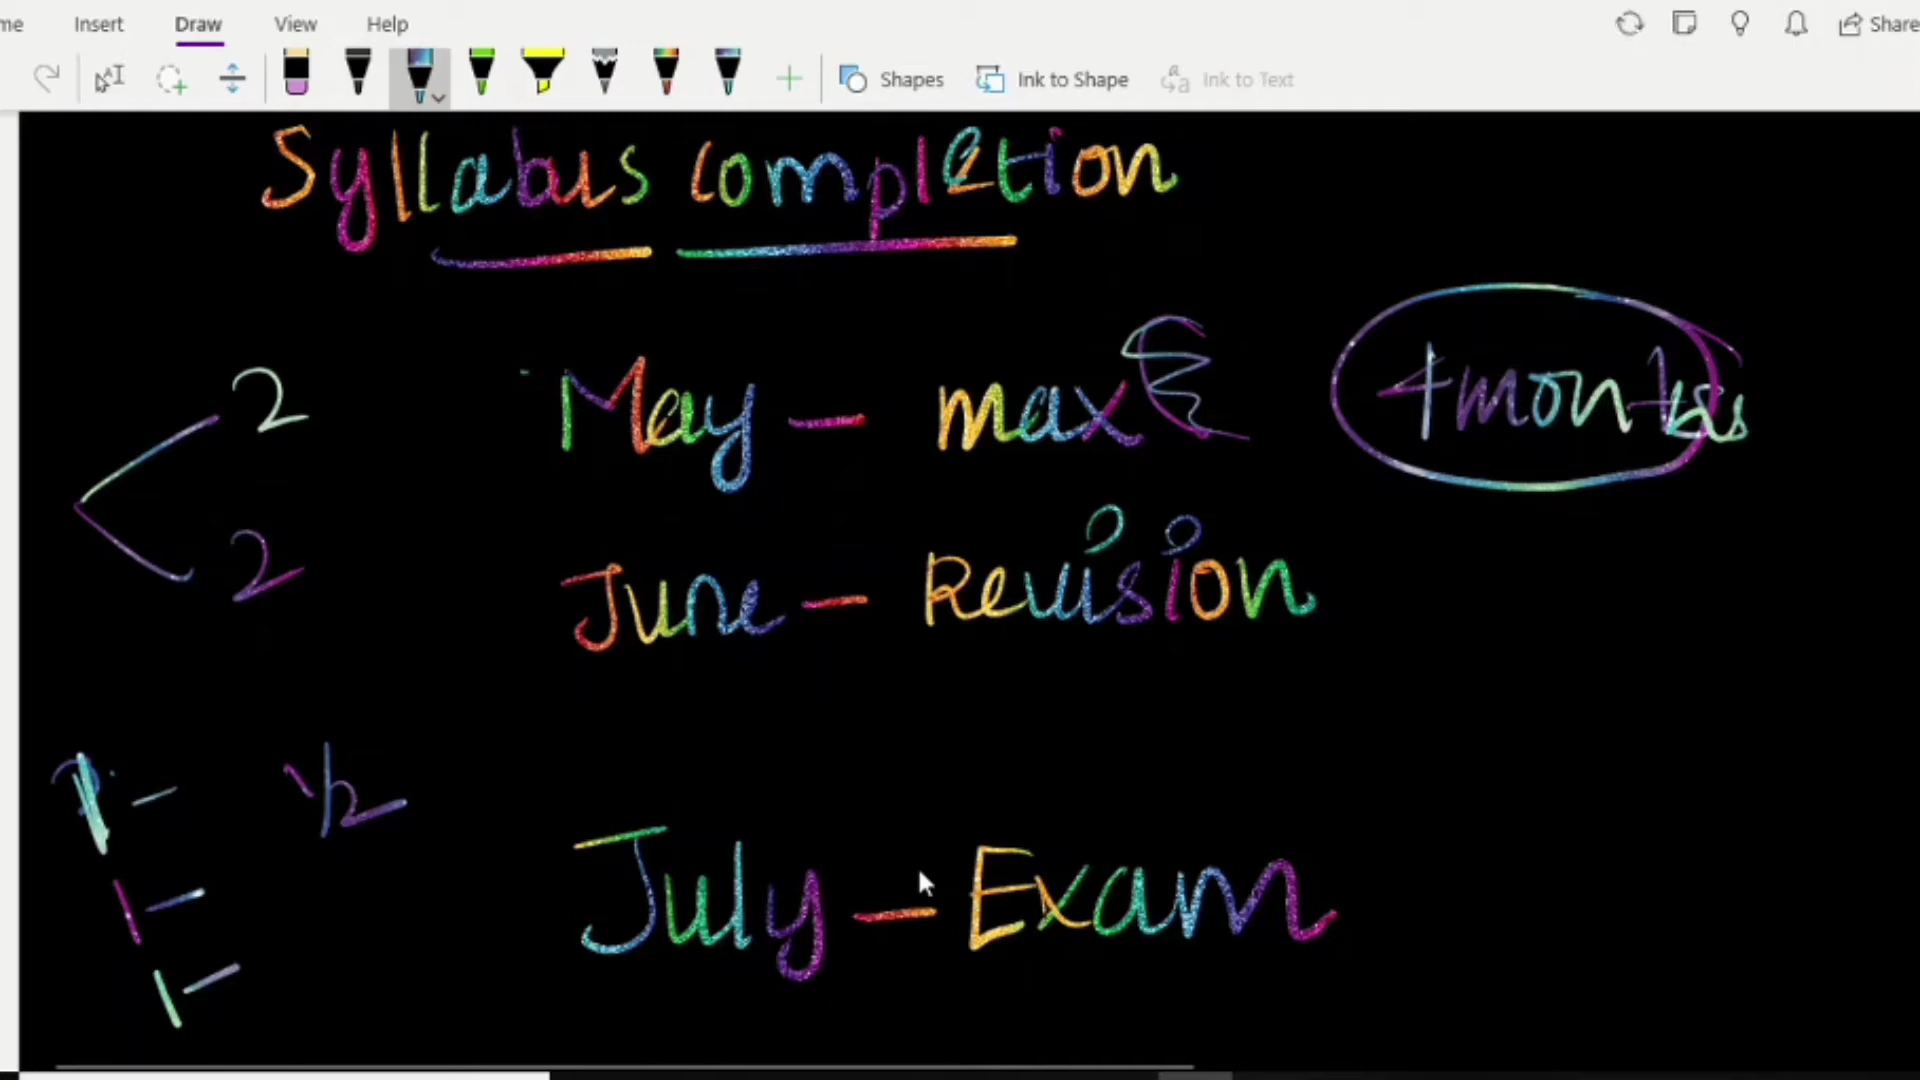 me Insert Draw View Help Share
Shapes Ink to Shape Ink to Text
Syllabus completion
2 May - max 4 months
2 June - Revision
1- 1/2
July - Exam
1-
1-